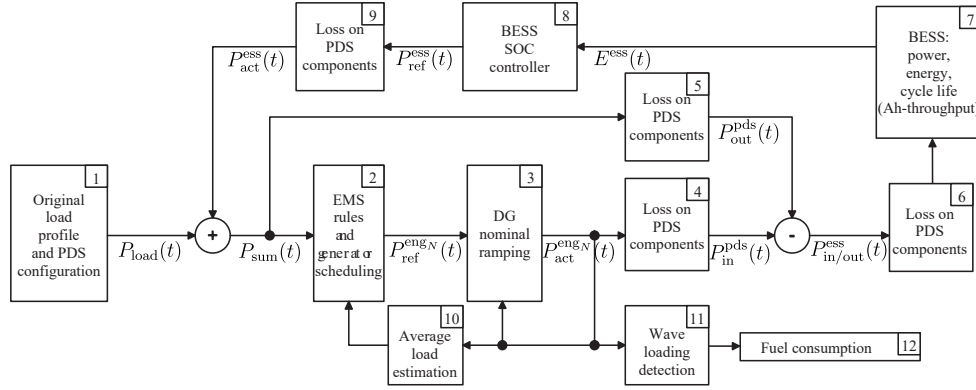 9
Loss on
PDS
components
P_act^ess(t)
P_ref^ess(t)
8
BESS
SOC
controller
E^ess(t)
7
BESS:
power,
energy,
cycle life
(Ah-throughput)
5
Loss on
PDS
components
P_out^pds(t)
1
Original
load
profile
and PDS
configuration
P_load(t)
+
P_sum(t)
2
EMS
rules
and
generator
scheduling
P_ref^eng_N(t)
3
DG
nominal
ramping
P_act^eng_N(t)
4
Loss on
PDS
components
P_in^pds(t)
-
P_in/out^ess(t)
6
Loss on
PDS
components
10
Average
load
estimation
11
Wave
loading
detection
Fuel consumption 12